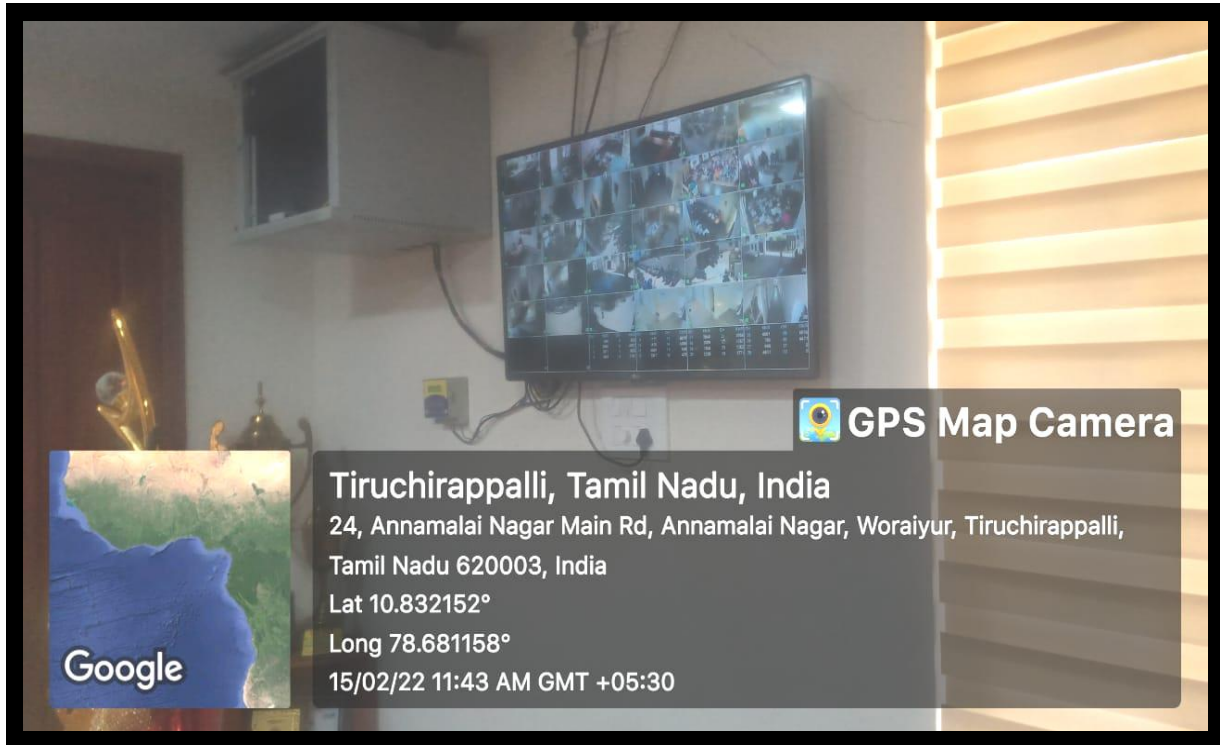 GPS Map Camera
Tiruchirappalli, Tamil Nadu, India
24, Annamalai Nagar Main Rd, Annamalai Nagar, Woraiyur, Tiruchirappalli,
Tamil Nadu 620003, India
Lat 10.832152°
Long 78.681158°
15/02/22 11:43 AM GMT +05:30
Google